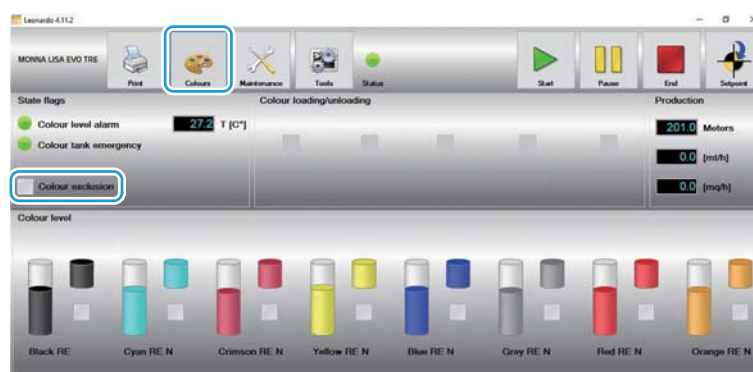 Leonardo 4.11.2
MONNA LISA EVO TRE
Print
Colours
Maintenance
Tools
Status
Start
Pause
End
Setpoint
State flags
Colour loading/unloading
Production
Colour level alarm
27.2 T [C°]
201.0 Meters
Colour tank emergency
0.0 [mt/h]
Colour exclusion
0.0 [mq/h]
Colour level
Black RE
Cyan RE N
Crimson RE N
Yellow RE N
Blue RE N
Grey RE N
Red RE N
Orange RE N